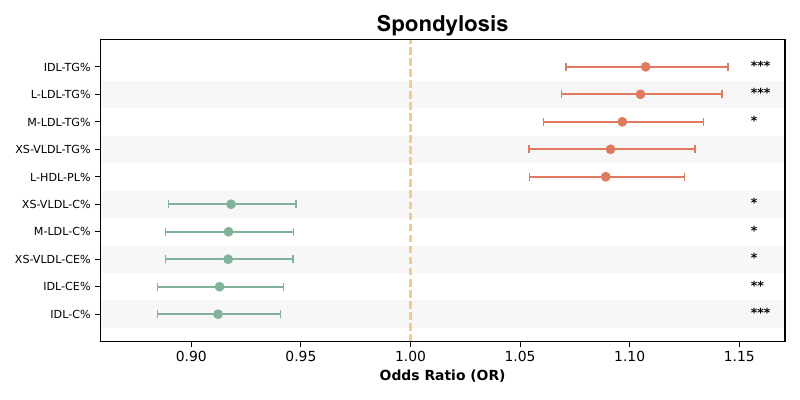 Spondylosis
IDL-TG% ***
L-LDL-TG% ***
M-LDL-TG% *
XS-VLDL-TG%
L-HDL-PL%
XS-VLDL-C% *
M-LDL-C% *
XS-VLDL-CE% *
IDL-CE% **
IDL-C% ***
0.90 0.95 1.00 1.05 1.10 1.15
Odds Ratio (OR)